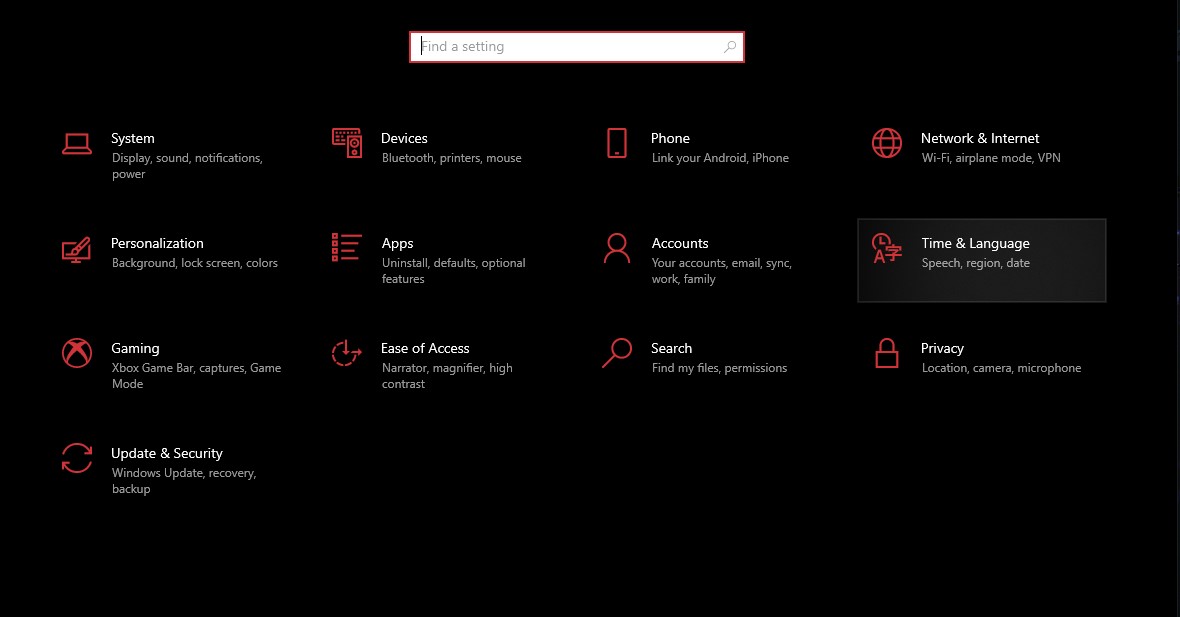 Find a setting
System
Display, sound, notifications,
power
Devices
Bluetooth, printers, mouse
Phone
Link your Android, iPhone
Network & Internet
Wi-Fi, airplane mode, VPN
Personalization
Background, lock screen, colors
Apps
Uninstall, defaults, optional
features
Accounts
Your accounts, email, sync,
work, family
Time & Language
Speech, region, date
Gaming
Xbox Game Bar, captures, Game
Mode
Ease of Access
Narrator, magnifier, high
contrast
Search
Find my files, permissions
Privacy
Location, camera, microphone
Update & Security
Windows Update, recovery,
backup